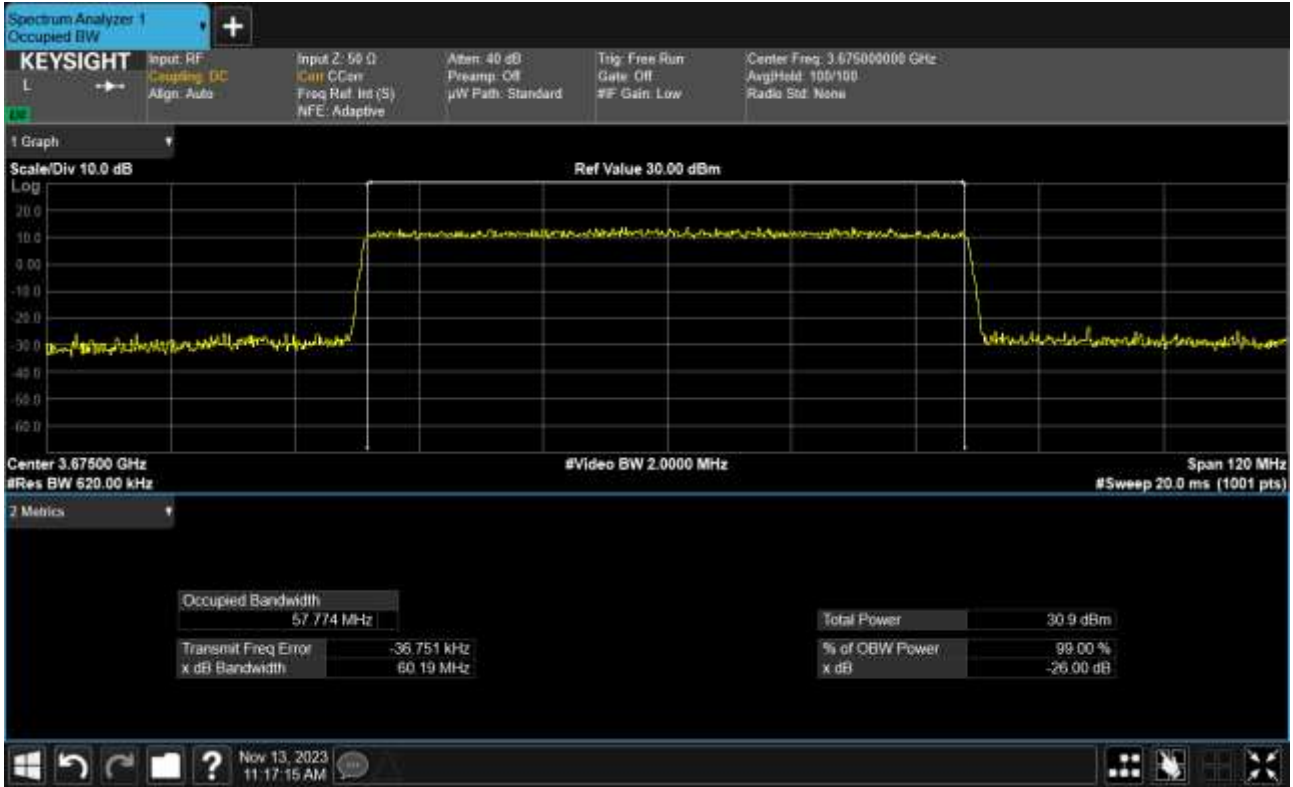 Spectrum Analyzer 1
Occupied BW
KEYSIGHT
L
Input: RF
Coupling: DC
Align: Auto
Input Z: 50 Ω
Corr CCorr
Freq Ref: Int (S)
NFE: Adaptive
Atten: 40 dB
Preamp: Off
µW Path: Standard
Trig: Free Run
Gate: Off
#IF Gain: Low
Center Freq: 3.675000000 GHz
Avg|Hold: 100/100
Radio Std: None
1 Graph
Scale/Div 10.0 dB
Ref Value 30.00 dBm
Log
20.0
10.0
0.00
-10.0
-20.0
-30.0
-40.0
-50.0
-60.0
Center 3.67500 GHz
#Video BW 2.0000 MHz
Span 120 MHz
#Res BW 620.00 kHz
#Sweep 20.0 ms (1001 pts)
2 Metrics
Occupied Bandwidth
57.774 MHz
Total Power 30.9 dBm
Transmit Freq Error -36.751 kHz
% of OBW Power 99.00 %
x dB Bandwidth 60.19 MHz
x dB -26.00 dB
Nov 13, 2023
11:17:15 AM